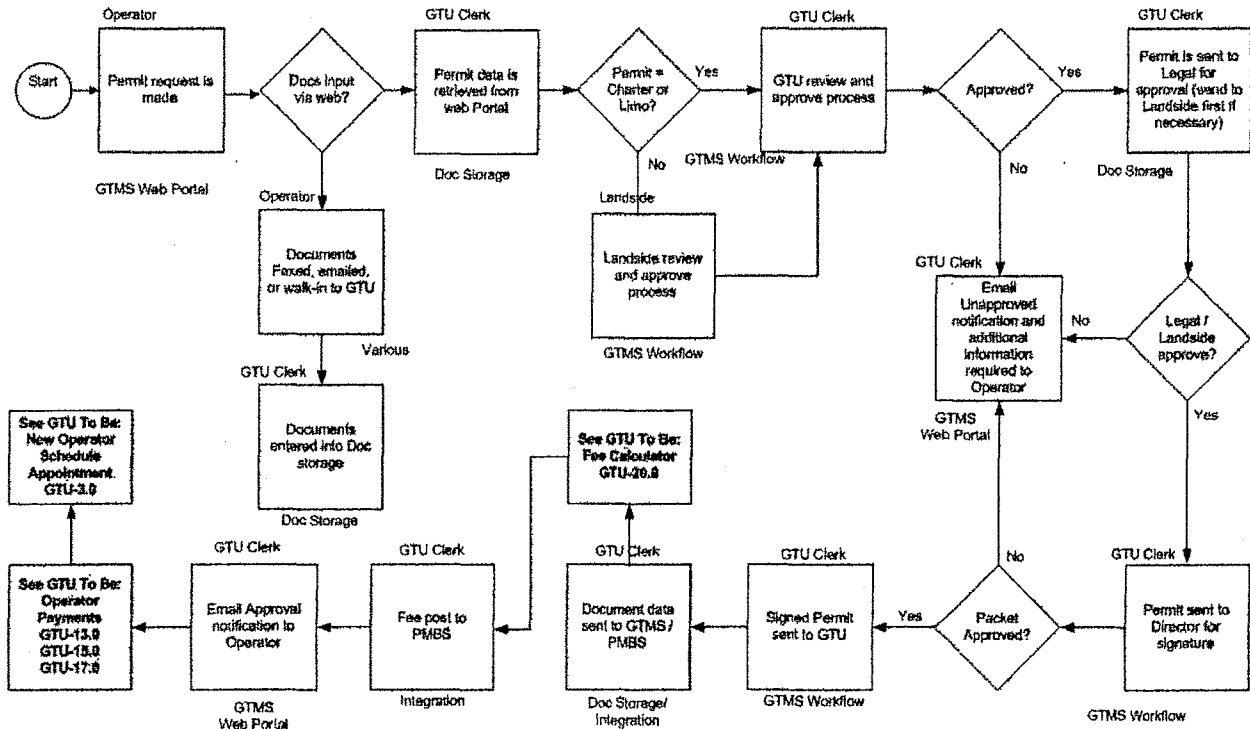 Operator
Start
Permit request is
made
GTMS Web Portal
Docs input
via web?
Operator
Documents
Faxed, emailed,
or walk-in to GTU
Various
GTU Clerk
Documents
entered into Doc
storage
Doc Storage
GTU Clerk
Permit data is
retrieved from
web Portal
Doc Storage
Permit =
Charter or
Limo?
Yes
No
Landside
Landside review
and approve
process
GTMS Workflow
GTU Clerk
GTU review and
approve process
GTMS Workflow
Approved?
Yes
No
GTU Clerk
Permit is sent to
Legal for
approval (send to
Landside first if
necessary)
Doc Storage
Legal /
Landside
approve?
No
Yes
GTU Clerk
Email
Unapproved
notification and
additional
information
required to
Operator
GTMS
Web Portal
GTU Clerk
Permit sent to
Director for
signature
GTMS Workflow
Packet
Approved?
No
Yes
GTU Clerk
Signed Permit
sent to GTU
GTMS Workflow
GTU Clerk
Document data
sent to GTMS /
PMBS
Doc Storage/
Integration
See GTU To Be:
Fee Calculator
GTU-20.0
GTU Clerk
Fee post to
PMBS
Integration
GTU Clerk
Email Approval
notification to
Operator
GTMS
Web Portal
See GTU To Be:
Operator
Payments
GTU-13.0
GTU-15.0
GTU-17.0
See GTU To Be:
New Operator
Schedule
Appointment.
GTU-3.0